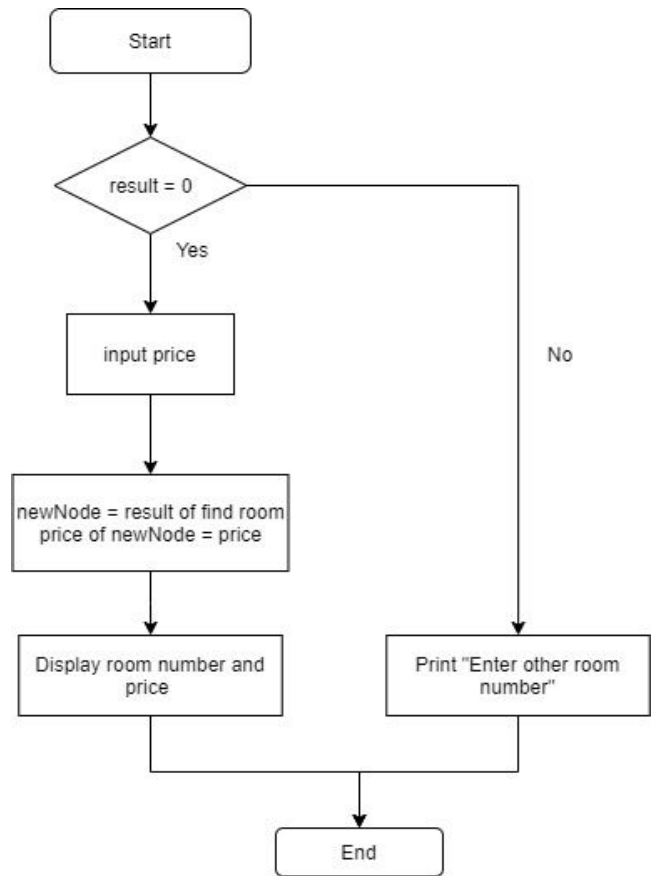 Start
result = 0
Yes
input price
No
newNode = result of find room
price of newNode = price
Display room number and
price
Print "Enter other room
number"
End